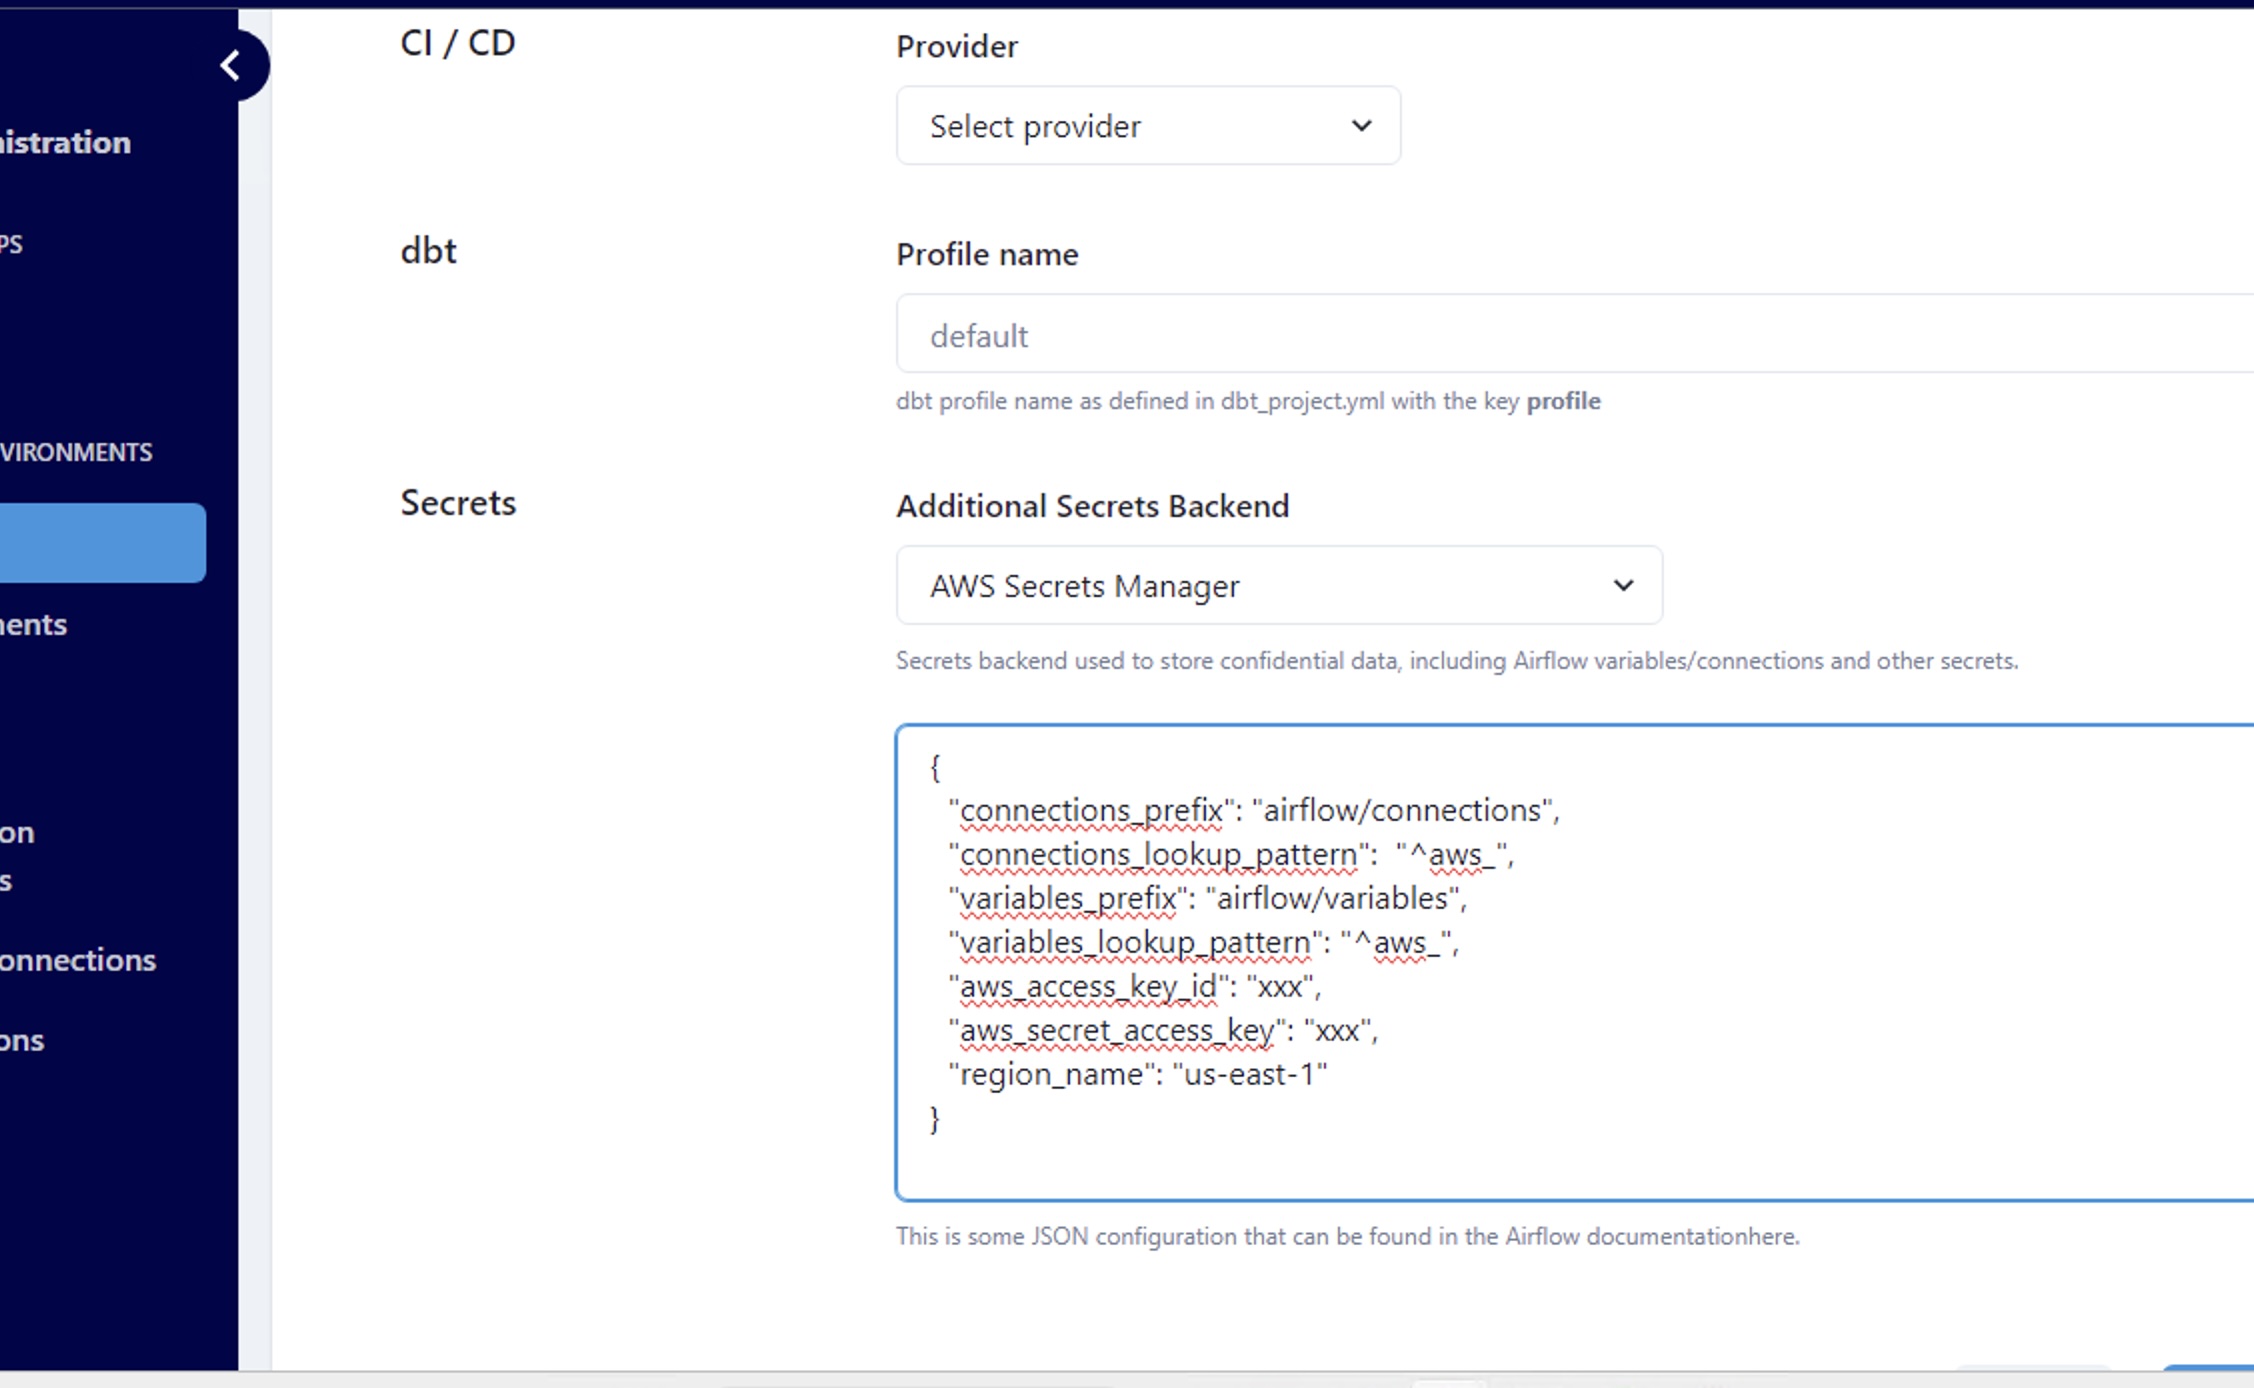 CI / CD
Provider
Select provider
dbt
Profile name
default
dbt profile name as defined in dbt_project.yml with the key profile
Secrets
Additional Secrets Backend
AWS Secrets Manager
Secrets backend used to store confidential data, including Airflow variables/connections and other secrets.
{
"connections_prefix": "airflow/connections",
"connections_lookup_pattern":  "^aws_",
"variables_prefix": "airflow/variables",
"variables_lookup_pattern": "^aws_",
"aws_access_key_id": "xxx",
"aws_secret_access_key": "xxx",
"region_name": "us-east-1"
}
This is some JSON configuration that can be found in the Airflow documentationhere.
nistration
PS
VIRONMENTS
nents
on
s
onnections
ons